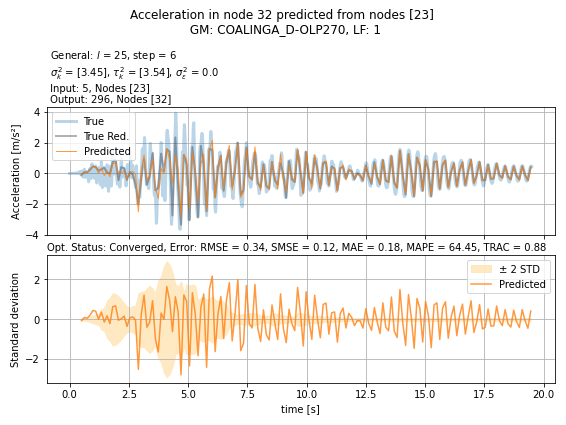 Acceleration in node 32 predicted from nodes [23]
GM: COALINGA_D-OLP270, LF: 1
General: l = 25, step = 6
σ²ₖ = [3.45], τ²ₖ = [3.54], σ²ₑ = 0.0
Input: 5, Nodes [23]
Output: 296, Nodes [32]
Acceleration [m/s²]
4
2
0
−2
−4
True
True Red.
Predicted
Opt. Status: Converged, Error: RMSE = 0.34, SMSE = 0.12, MAE = 0.18, MAPE = 64.45, TRAC = 0.88
Standard deviation
2
0
−2
± 2 STD
Predicted
0.0 2.5 5.0 7.5 10.0 12.5 15.0 17.5 20.0
time [s]